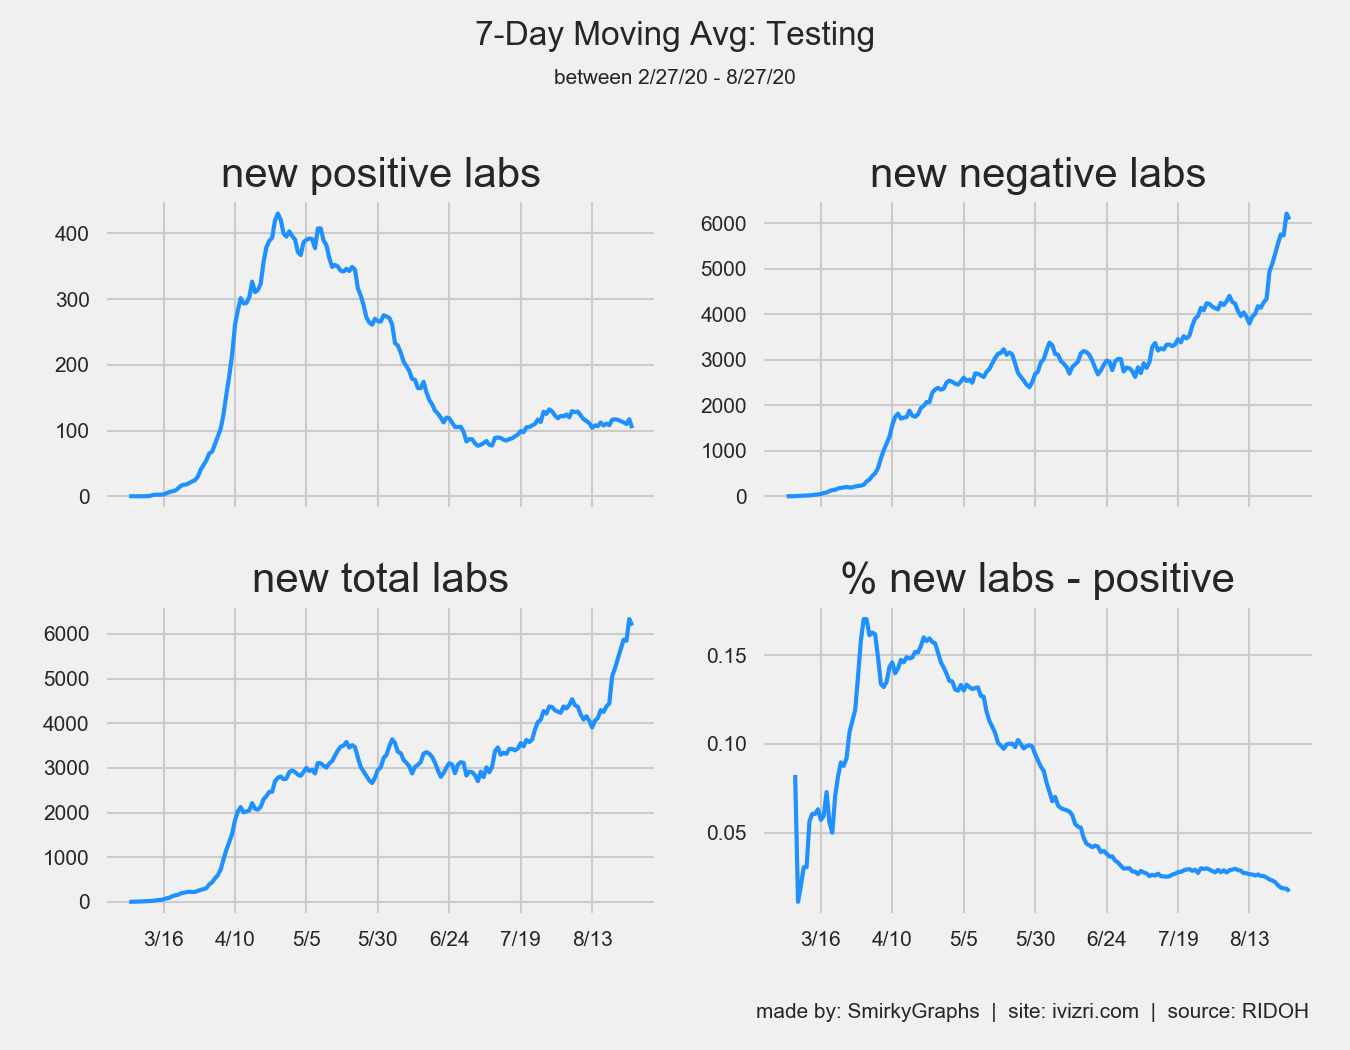 7-Day Moving Avg: Testing
between 2/27/20 - 8/27/20
new positive labs
400
300
200
100
0
new negative labs
6000
5000
4000
3000
2000
1000
0
new total labs
6000
5000
4000
3000
2000
1000
0
3/16 4/10 5/5 5/30 6/24 7/19 8/13
% new labs - positive
0.15
0.10
0.05
3/16 4/10 5/5 5/30 6/24 7/19 8/13
made by: SmirkyGraphs | site: ivizri.com | source: RIDOH